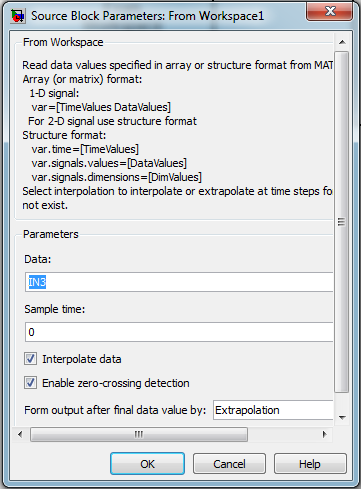 Source Block Parameters: From Workspace1
From Workspace
Read data values specified in array or structure format from MAT
Array (or matrix) format:
1-D signal:
var=[TimeValues DataValues]
For 2-D signal use structure format
Structure format:
var.time=[TimeValues]
var.signals.values=[DataValues]
var.signals.dimensions=[DimValues]
Select interpolation to interpolate or extrapolate at time steps for
not exist.
Parameters
Data:
IN3
Sample time:
0
Interpolate data
Enable zero-crossing detection
Form output after final data value by: Extrapolation
OK Cancel Help